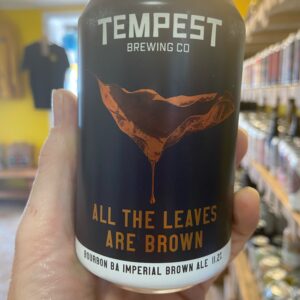 TEMPEST
BREWING CO
ALL THE LEAVES
ARE BROWN
BOURBON BA IMPERIAL BROWN ALE 11.2%